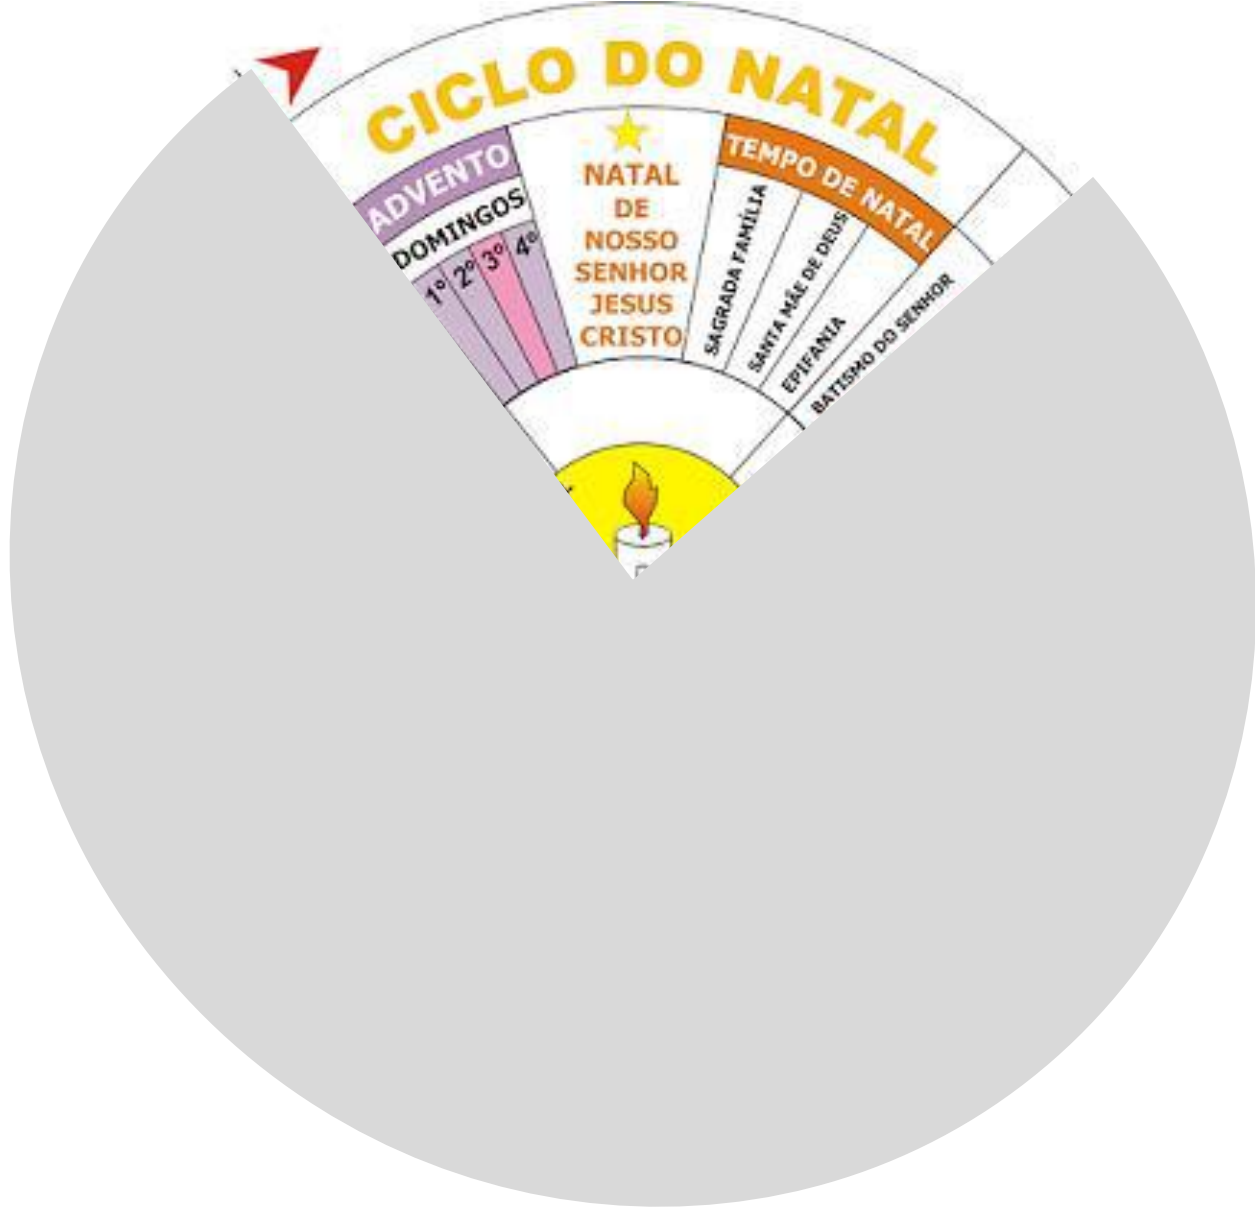 CICLO DO NATAL
ADVENTO
DOMINGOS
1º 2º 3º 4º
NATAL
DE
NOSSO
SENHOR
JESUS
CRISTO
TEMPO DE NATAL
SAGRADA FAMÍLIA
SANTA MÃE DE DEUS
EPIFANIA
BATISMO DO SENHOR